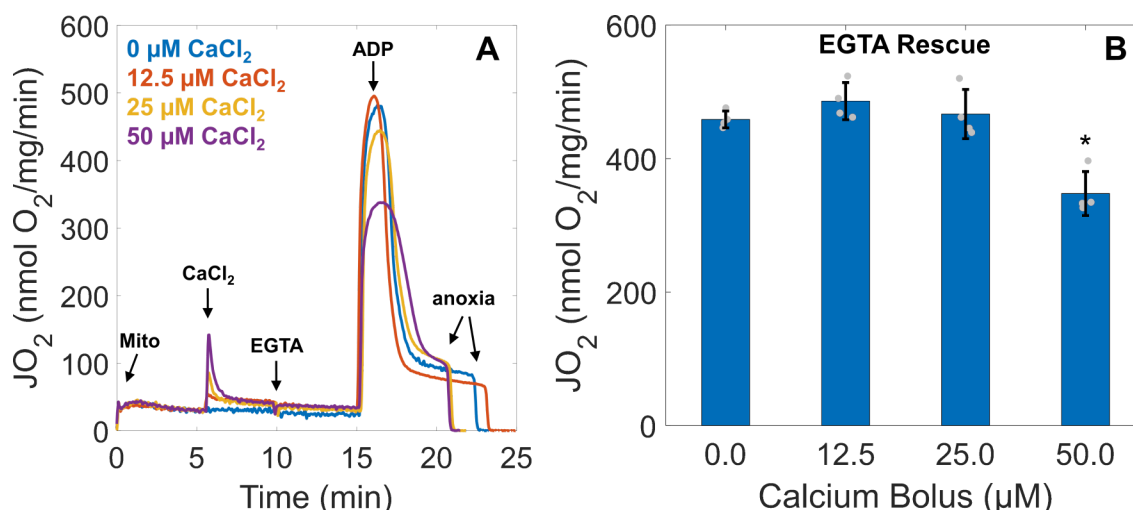 A
0 µM CaCl₂
12.5 µM CaCl₂
25 µM CaCl₂
50 µM CaCl₂
ADP
CaCl₂
Mito
EGTA
anoxia
JO₂ (nmol O₂/mg/min)
600
500
400
300
200
100
0
0 5 10 15 20 25
Time (min)
EGTA Rescue B
*
JO₂ (nmol O₂/mg/min)
600
400
200
0
0.0 12.5 25.0 50.0
Calcium Bolus (µM)